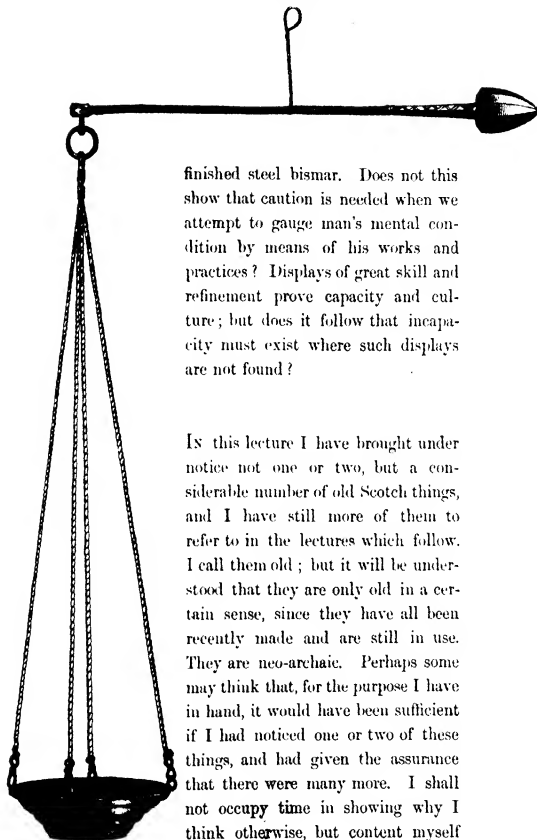 finished steel bismar. Does not this
show that caution is needed when we
attempt to gauge man's mental con-
dition by means of his works and
practices? Displays of great skill and
refinement prove capacity and cul-
ture; but does it follow that incapa-
city must exist where such displays
are not found?
In this lecture I have brought under
notice not one or two, but a con-
siderable number of old Scotch things,
and I have still more of them to
refer to in the lectures which follow.
I call them old; but it will be under-
stood that they are only old in a cer-
tain sense, since they have all been
recently made and are still in use.
They are neo-archaic. Perhaps some
may think that, for the purpose I have
in hand, it would have been sufficient
if I had noticed one or two of these
things, and had given the assurance
that there were many more. I shall
not occupy time in showing why I
think otherwise, but content myself